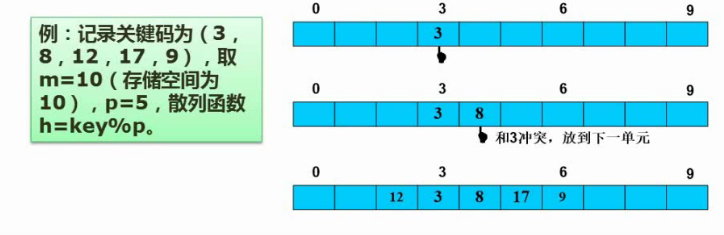 例：记录关键码为（3，
8，12，17，9），取
m=10（存储空间为
10），p=5，散列函数
h=key%p。
0 3 6 9
3
0 3 6 9
3 8
和3冲突，放到下一单元
0 3 6 9
12 3 8 17 9